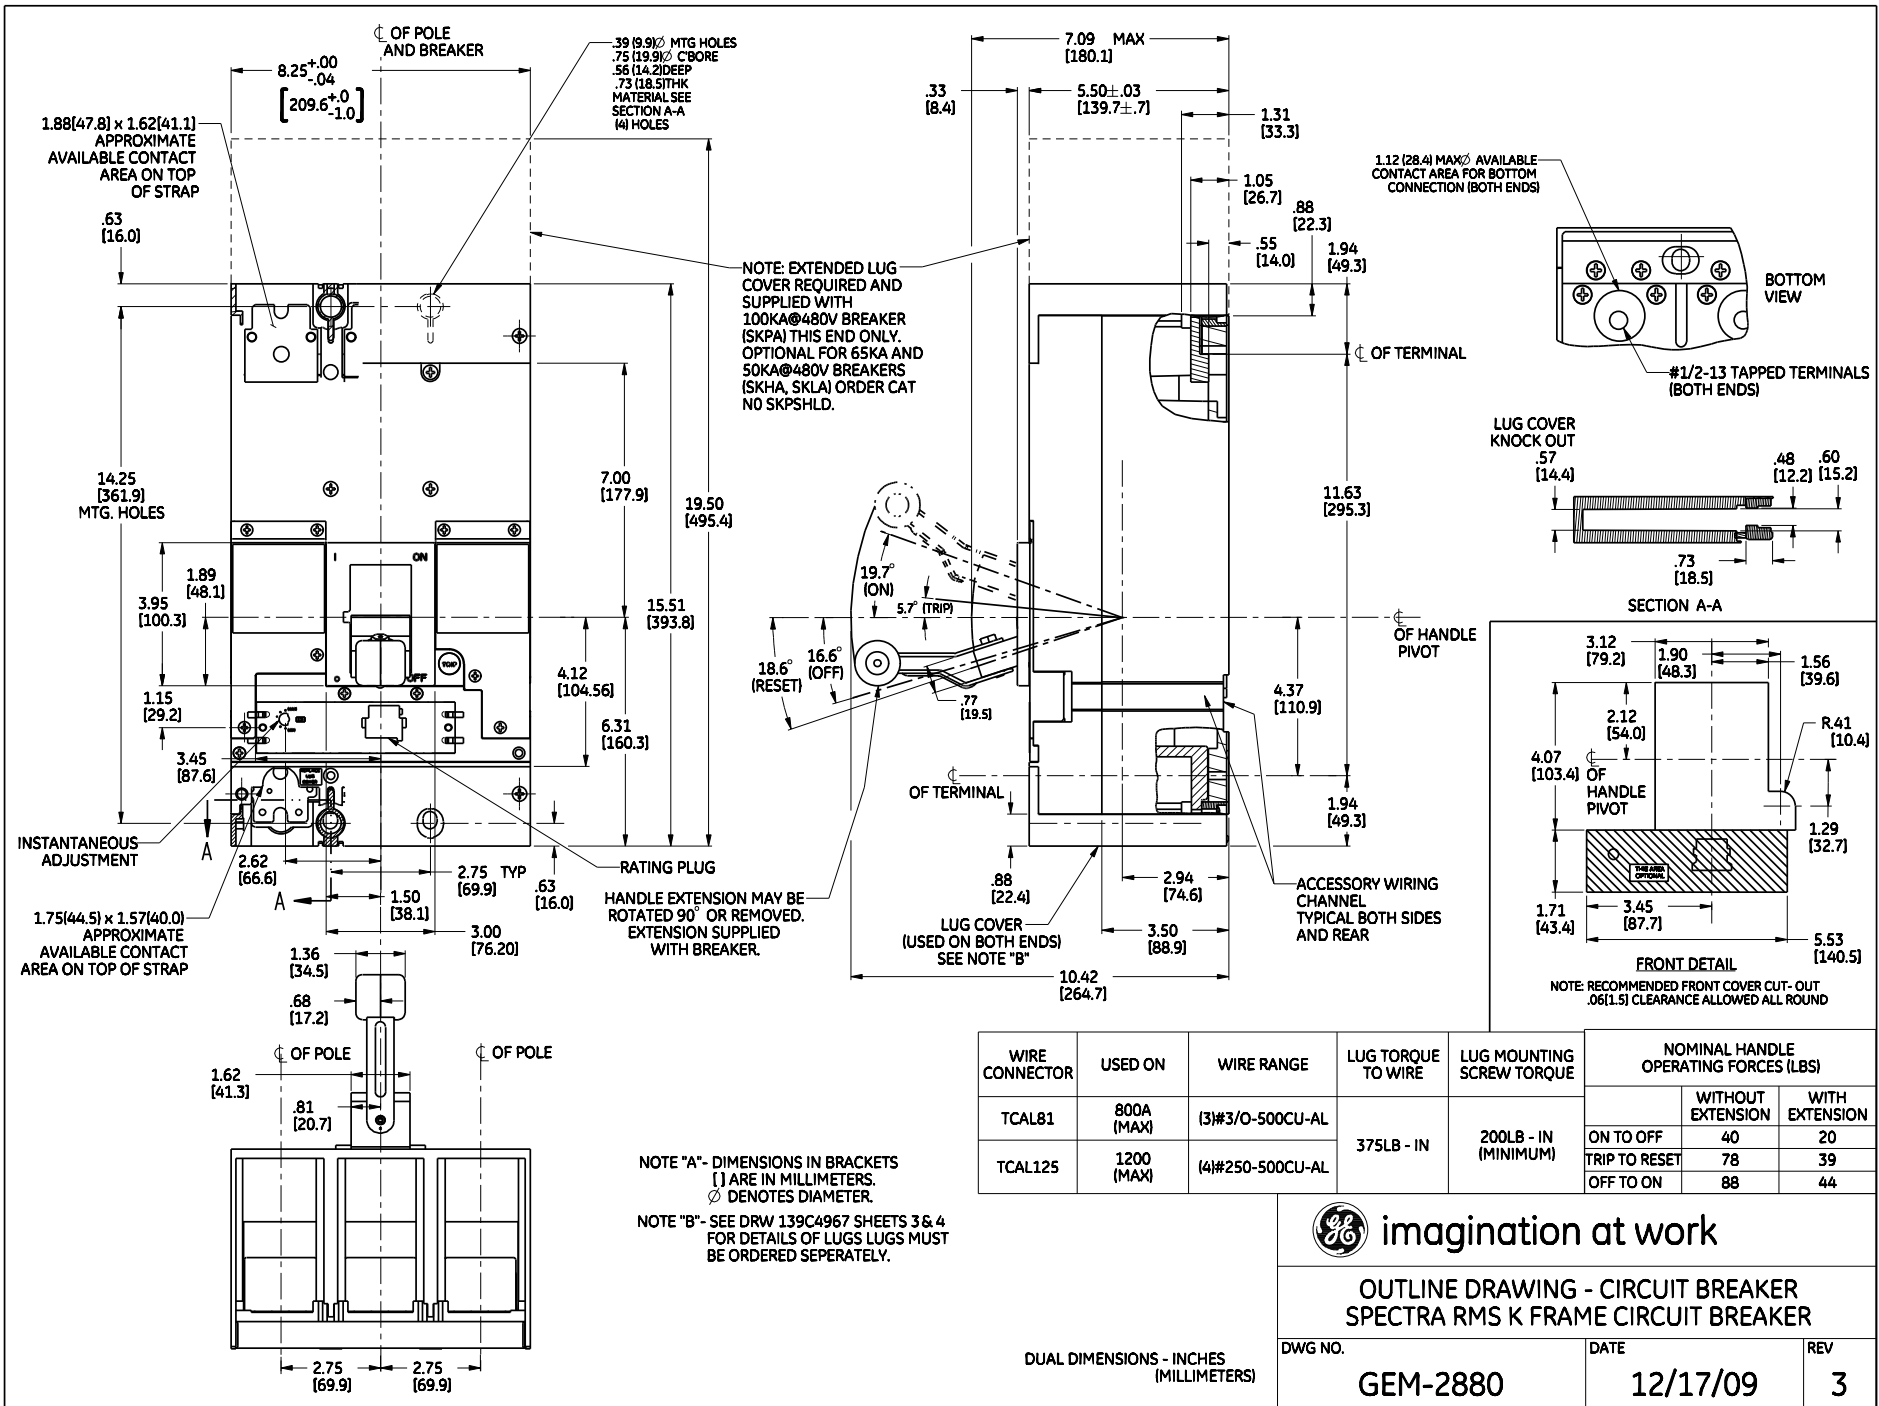 ℄ OF POLE
AND BREAKER
8.25+.00
-.04
[209.6+.0
-1.0]
.39 (9.9)∅ MTG HOLES
.75 (19.9)∅ C'BORE
.56 (14.2)DEEP
.73 (18.5)THK
MATERIAL SEE
SECTION A-A
(4) HOLES
1.88[47.8] x 1.62[41.1]
APPROXIMATE
AVAILABLE CONTACT
AREA ON TOP
OF STRAP
.63
[16.0]
14.25
[361.9]
MTG. HOLES
7.00
[177.9]
19.50
[495.4]
15.51
[393.8]
1.89
[48.1]
3.95
[100.3]
1.15
[29.2]
3.45
[87.6]
4.12
[104.56]
6.31
[160.3]
I ON
O OFF
TRIP
INSTANTANEOUS
ADJUSTMENT
A
A
2.62
[66.6]
2.75 TYP
[69.9]
1.50
[38.1]
3.00
[76.20]
.63
[16.0]
RATING PLUG
1.75(44.5) x 1.57(40.0)
APPROXIMATE
AVAILABLE CONTACT
AREA ON TOP OF STRAP
NOTE: EXTENDED LUG
COVER REQUIRED AND
SUPPLIED WITH
100KA@480V BREAKER
(SKPA) THIS END ONLY.
OPTIONAL FOR 65KA AND
50KA@480V BREAKERS
(SKHA, SKLA) ORDER CAT
NO SKPSHLD.
7.09 MAX
[180.1]
.33
[8.4]
5.50±.03
[139.7±.7]
1.31
[33.3]
1.05
[26.7]
.88
[22.3]
.55
[14.0]
1.94
[49.3]
℄ OF TERMINAL
11.63
[295.3]
19.7°
(ON)
5.7° (TRIP)
16.6°
(OFF)
18.6°
(RESET)
.77
[19.5]
℄
OF HANDLE
PIVOT
4.37
[110.9]
℄
OF TERMINAL
1.94
[49.3]
.88
[22.4]
2.94
[74.6]
3.50
[88.9]
10.42
[264.7]
HANDLE EXTENSION MAY BE
ROTATED 90° OR REMOVED.
EXTENSION SUPPLIED
WITH BREAKER.
LUG COVER
(USED ON BOTH ENDS)
SEE NOTE "B"
ACCESSORY WIRING
CHANNEL
TYPICAL BOTH SIDES
AND REAR
1.12 (28.4) MAX∅ AVAILABLE
CONTACT AREA FOR BOTTOM
CONNECTION (BOTH ENDS)
BOTTOM
VIEW
#1/2-13 TAPPED TERMINALS
(BOTH ENDS)
LUG COVER
KNOCK OUT
.57
[14.4]
.48
[12.2]
.60
[15.2]
.73
[18.5]
SECTION A-A
3.12
[79.2]
1.90
[48.3]
1.56
[39.6]
2.12
[54.0]
R.41
[10.4]
4.07
[103.4]
℄
OF
HANDLE
PIVOT
1.29
[32.7]
THIS AREA
OPTIONAL
1.71
[43.4]
3.45
[87.7]
5.53
[140.5]
FRONT DETAIL
NOTE: RECOMMENDED FRONT COVER CUT- OUT
.06[1.5] CLEARANCE ALLOWED ALL ROUND
1.36
[34.5]
.68
[17.2]
℄ OF POLE
℄ OF POLE
1.62
[41.3]
.81
[20.7]
2.75
[69.9]
2.75
[69.9]
NOTE "A"- DIMENSIONS IN BRACKETS
[ ] ARE IN MILLIMETERS.
∅ DENOTES DIAMETER.
NOTE "B"- SEE DRW 139C4967 SHEETS 3 & 4
FOR DETAILS OF LUGS LUGS MUST
BE ORDERED SEPERATELY.
WIRE CONNECTOR USED ON WIRE RANGE LUG TORQUE TO WIRE LUG MOUNTING SCREW TORQUE NOMINAL HANDLE OPERATING FORCES (LBS)
WITHOUT EXTENSION WITH EXTENSION
TCAL81 800A (MAX) (3)#3/O-500CU-AL
TCAL125 1200 (MAX) (4)#250-500CU-AL
375LB - IN
200LB - IN (MINIMUM)
ON TO OFF 40 20
TRIP TO RESET 78 39
OFF TO ON 88 44
GE imagination at work
OUTLINE DRAWING - CIRCUIT BREAKER
SPECTRA RMS K FRAME CIRCUIT BREAKER
DUAL DIMENSIONS - INCHES
(MILLIMETERS)
DWG NO. DATE REV
GEM-2880 12/17/09 3